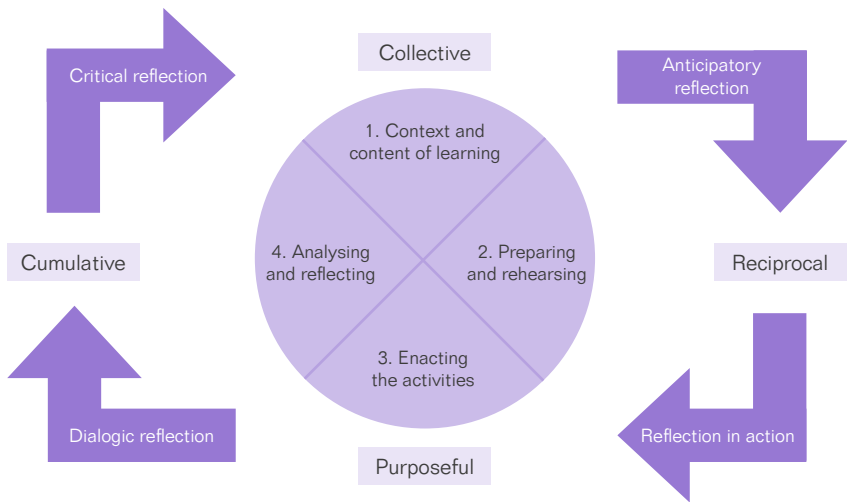 Collective
Critical reflection
Anticipatory
reflection
1. Context and
content of learning
Cumulative
4. Analysing
and reflecting
2. Preparing
and rehearsing
Reciprocal
3. Enacting
the activities
Dialogic reflection
Reflection in action
Purposeful